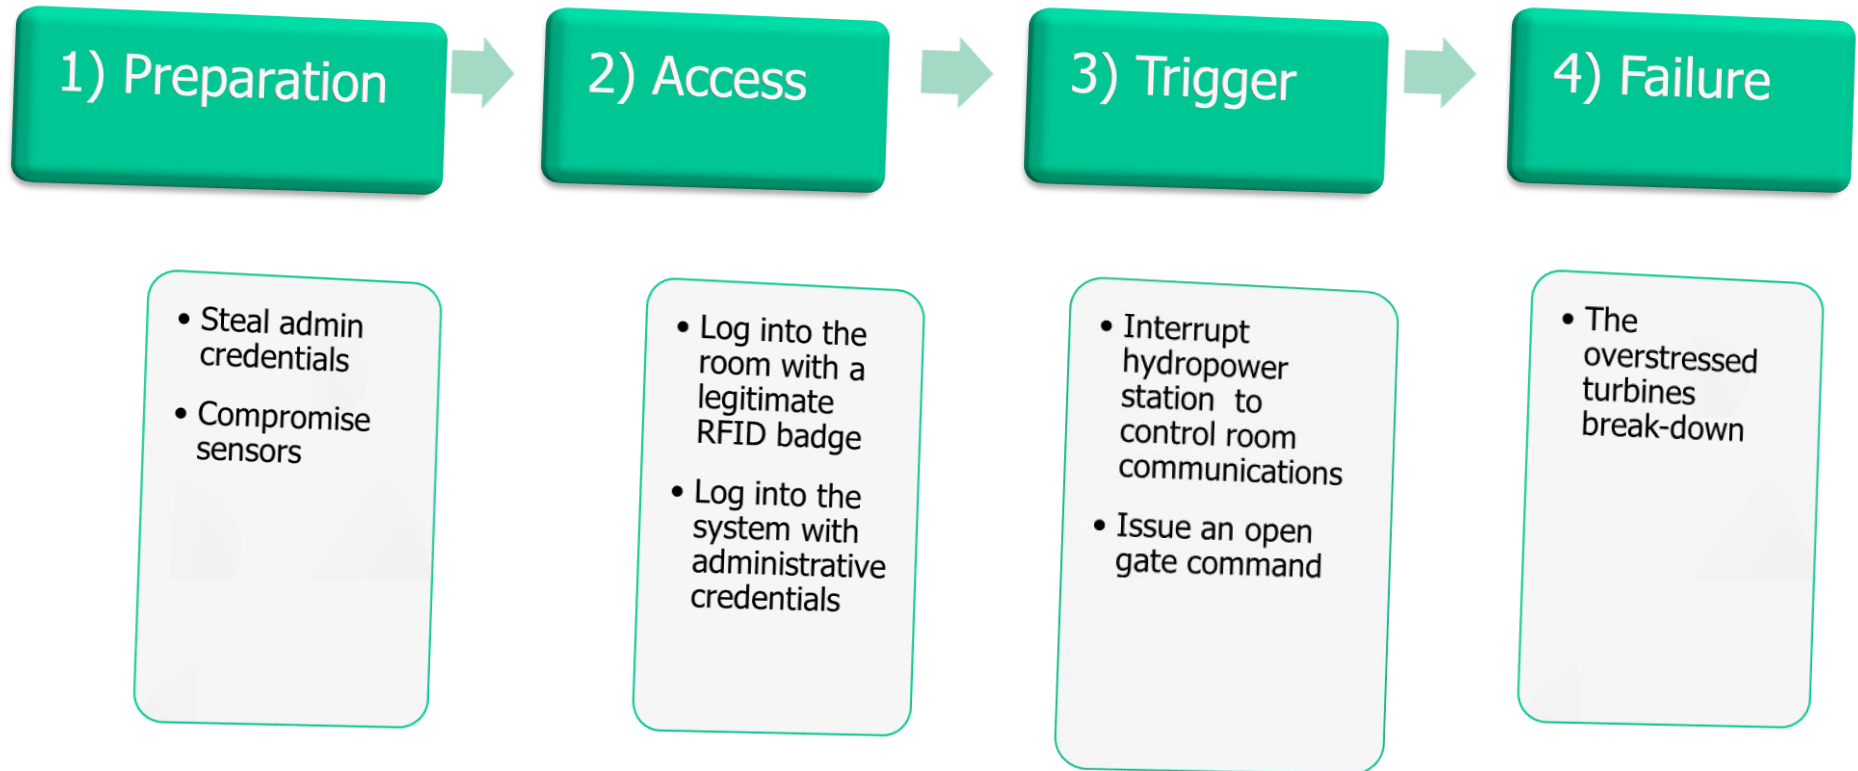 1) Preparation
2) Access
3) Trigger
4) Failure
• Steal admin
credentials
• Compromise
sensors
• Log into the
room with a
legitimate
RFID badge
• Log into the
system with
administrative
credentials
• Interrupt
hydropower
station to
control room
communications
• Issue an open
gate command
• The
overstressed
turbines
break-down